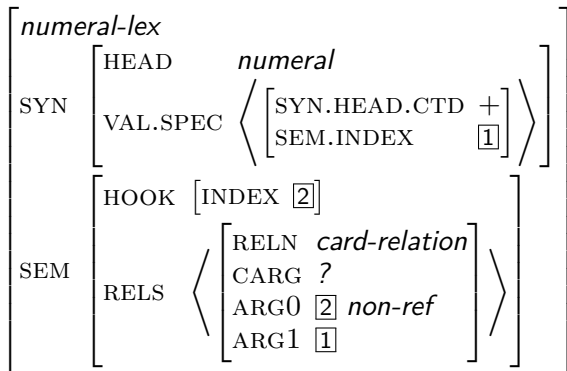 numeral-lex
SYN HEAD numeral
VAL.SPEC ⟨ SYN.HEAD.CTD +
SEM.INDEX 1 ⟩
SEM HOOK [INDEX 2]
RELS ⟨ RELN card-relation
CARG ?
ARG0 2 non-ref
ARG1 1 ⟩